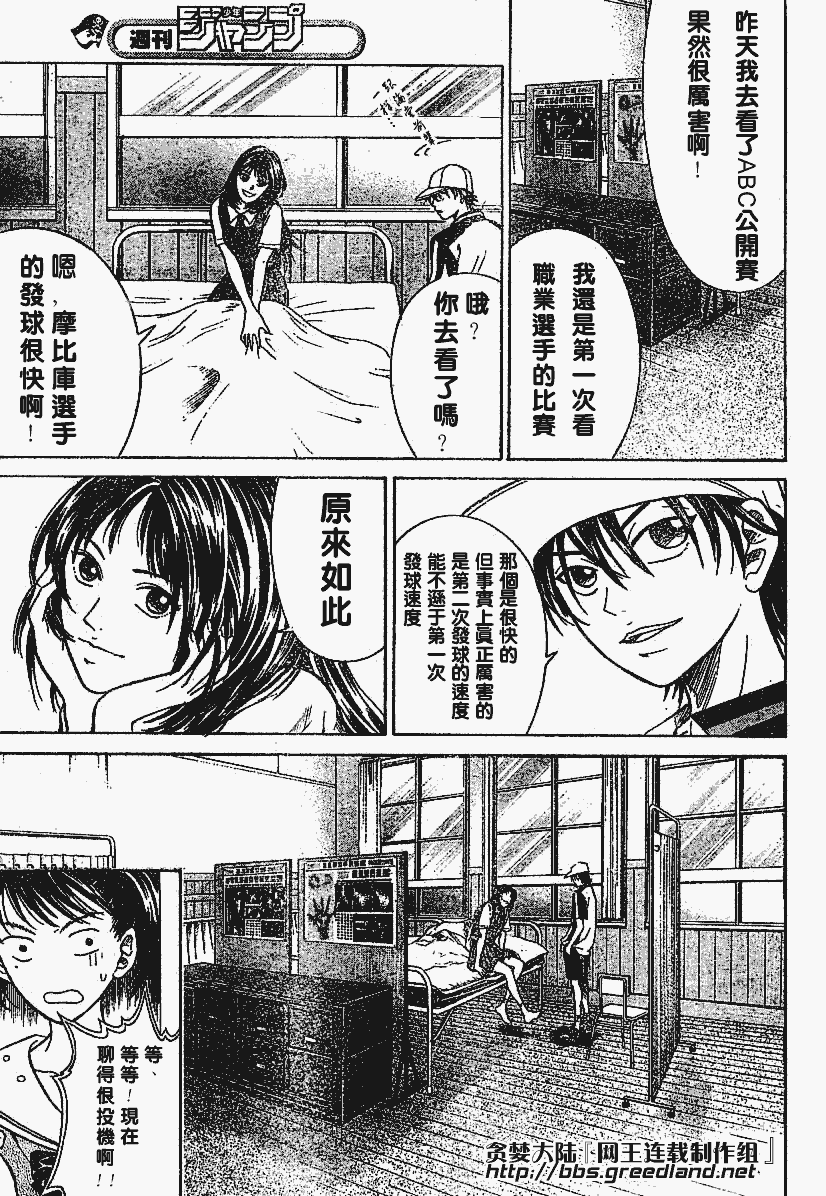 週刊少年ジャンプ
昨天我去看了ABC公開賽
果然很厲害啊！
我還是第一次看
職業選手的比賽
哦？
你去看了嗎？
嗯，摩比庫選手
的發球很快啊！
那個是很快的
但事實上真正厲害的
是第二次發球的速度
能不遜于第一次
發球速度
原來如此
等、
等等！現在
聊得很投機啊！！
贪婪大陆『网王连载制作组』
http://bbs.greedland.net